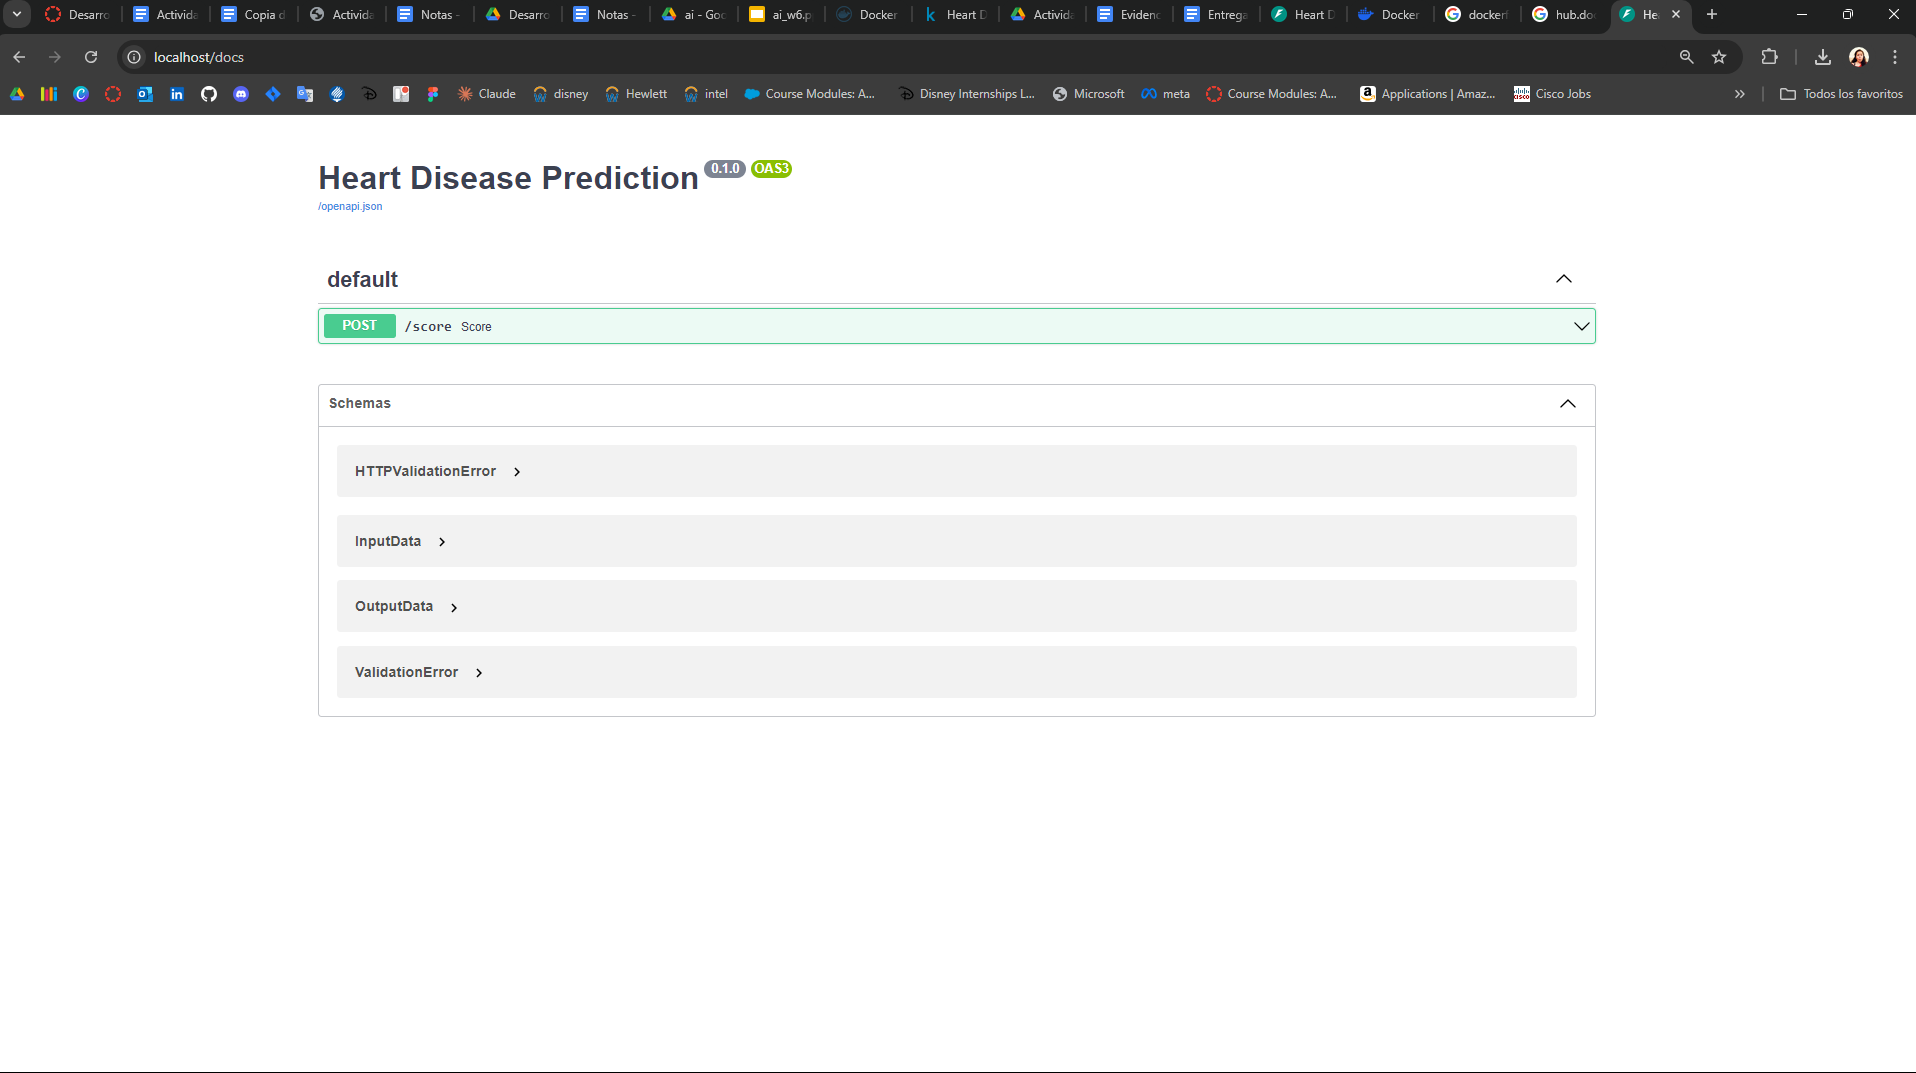 Desarro
Activida
Copia d
Activida
Notas -
Desarro
Notas -
ai - Goo
ai_w6.p
Docker
Heart D
Activida
Evidenc
Entrega
Heart D
Docker
dockerf
hub.do
Hea
localhost/docs
Claude
disney
Hewlett
intel
Course Modules: A...
Disney Internships L...
Microsoft
meta
Course Modules: A...
Applications | Amaz...
Cisco Jobs
Todos los favoritos
Heart Disease Prediction 0.1.0 OAS3
/openapi.json
default
POST /score Score
Schemas
HTTPValidationError
InputData
OutputData
ValidationError